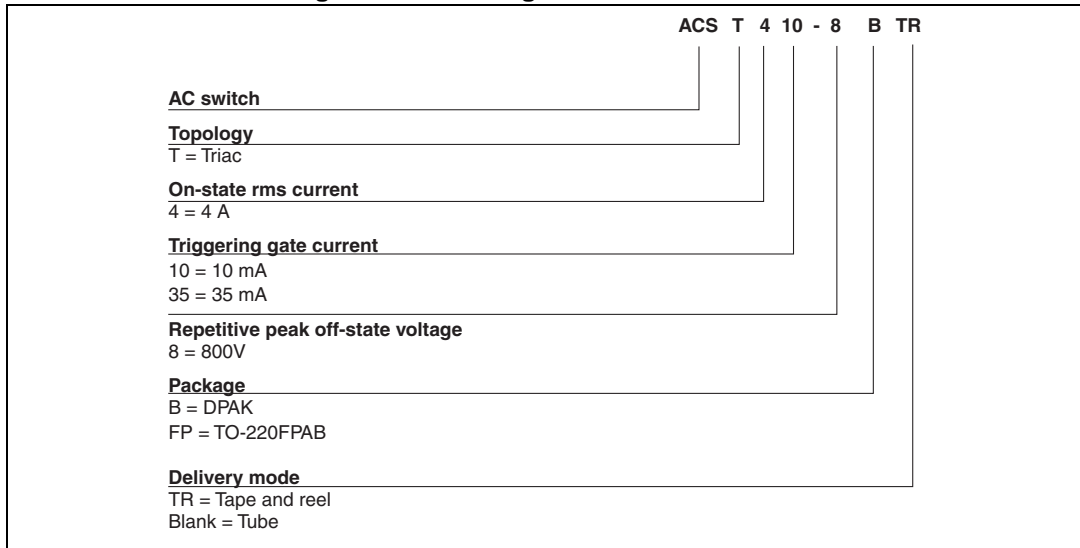 ACS T 4 10 - 8 B TR
AC switch
Topology
T = Triac
On-state rms current
4 = 4 A
Triggering gate current
10 = 10 mA
35 = 35 mA
Repetitive peak off-state voltage
8 = 800V
Package
B = DPAK
FP = TO-220FPAB
Delivery mode
TR = Tape and reel
Blank = Tube